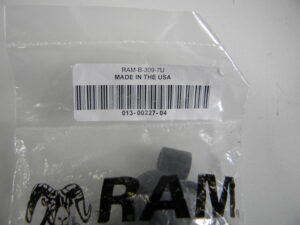 RAM-B-309-7U
MADE IN THE USA
013-00227-04
RAM